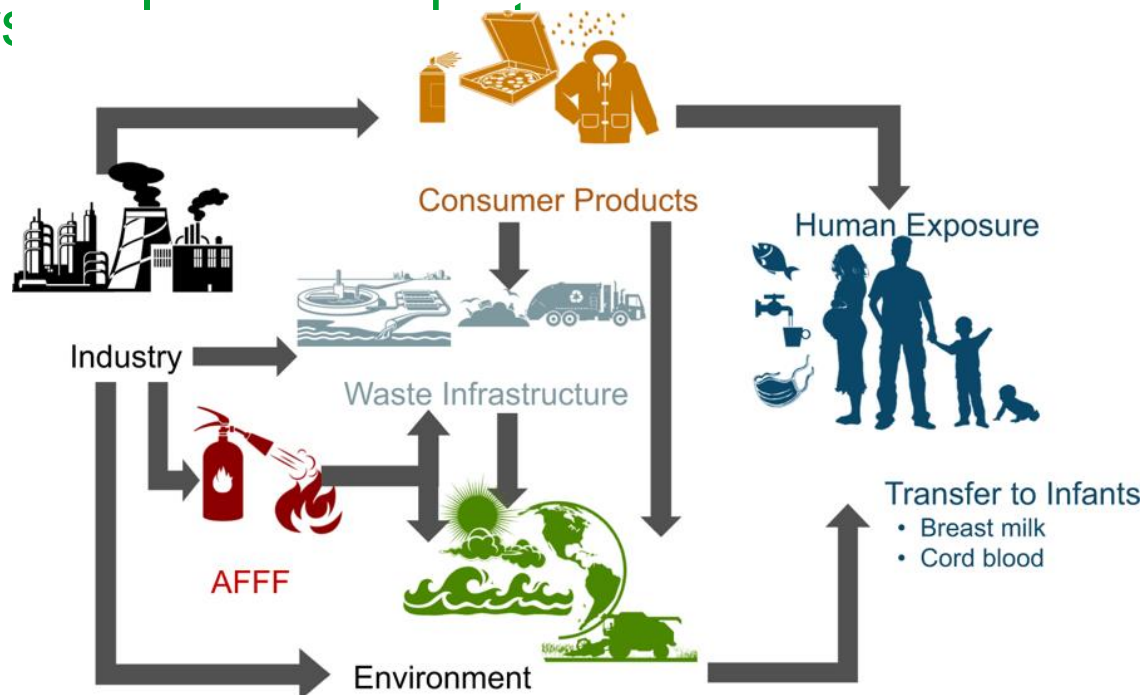 Consumer Products
Human Exposure
Industry
Waste Infrastructure
Transfer to Infants
• Breast milk
• Cord blood
AFFF
Environment